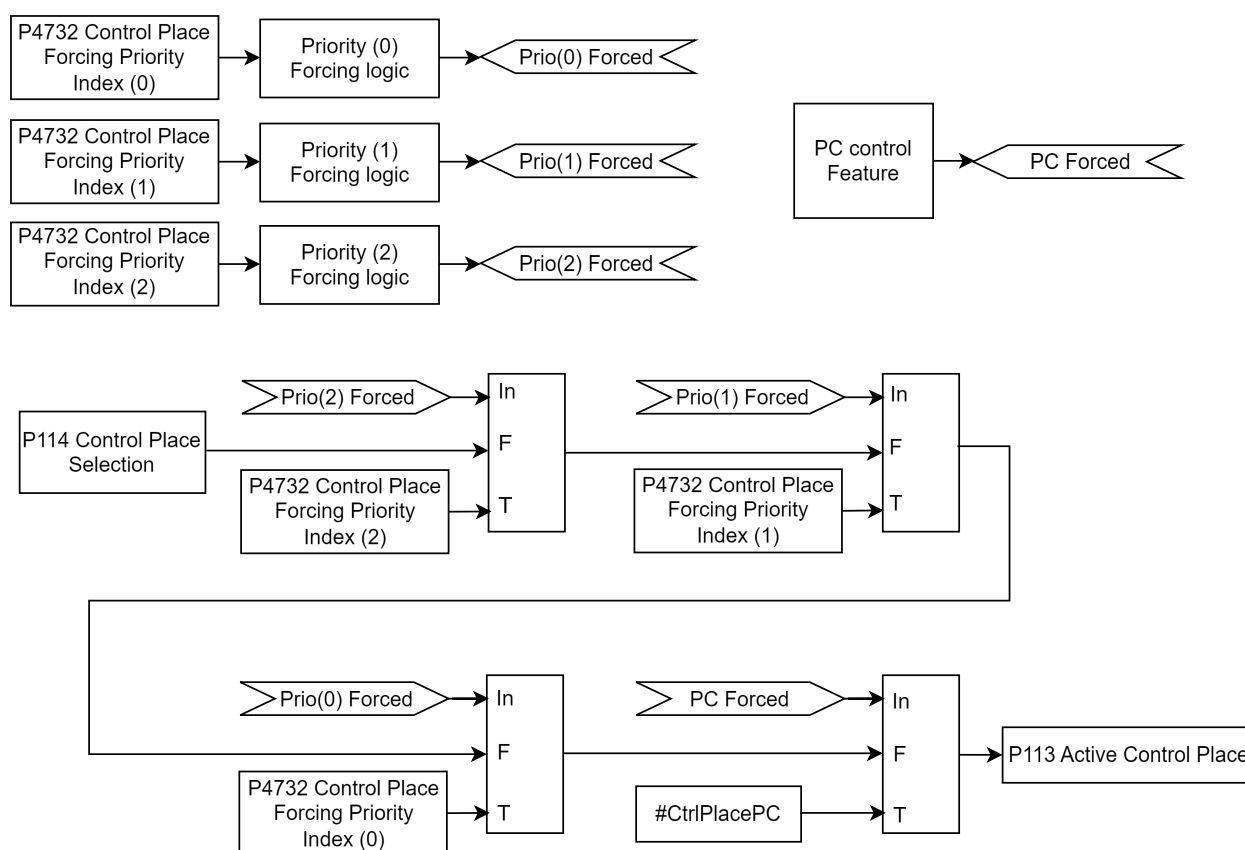 P4732 Control Place
Forcing Priority
Index (0)
Priority (0)
Forcing logic
Prio(0) Forced
P4732 Control Place
Forcing Priority
Index (1)
Priority (1)
Forcing logic
Prio(1) Forced
PC control
Feature
PC Forced
P4732 Control Place
Forcing Priority
Index (2)
Priority (2)
Forcing logic
Prio(2) Forced
P114 Control Place
Selection
Prio(2) Forced
P4732 Control Place
Forcing Priority
Index (2)
In
F
T
Prio(1) Forced
P4732 Control Place
Forcing Priority
Index (1)
In
F
T
Prio(0) Forced
P4732 Control Place
Forcing Priority
Index (0)
In
F
T
PC Forced
#CtrlPlacePC
In
F
T
P113 Active Control Place